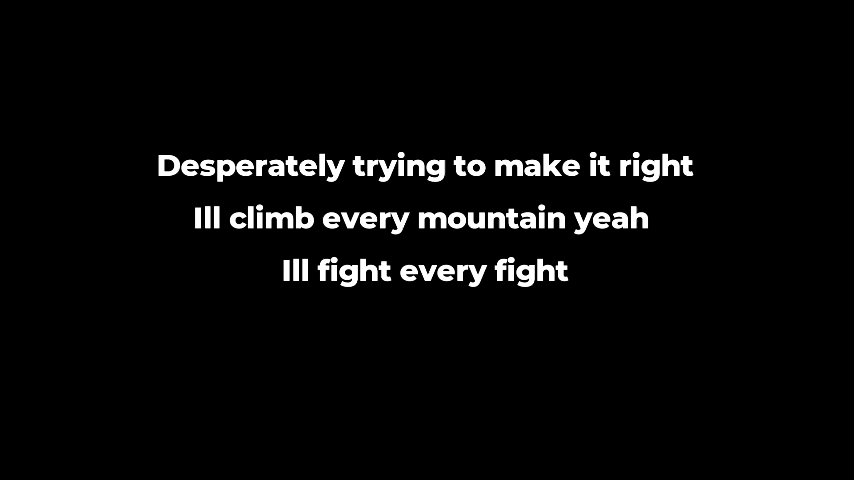 Desperately trying to make it right
Ill climb every mountain yeah
Ill fight every fight